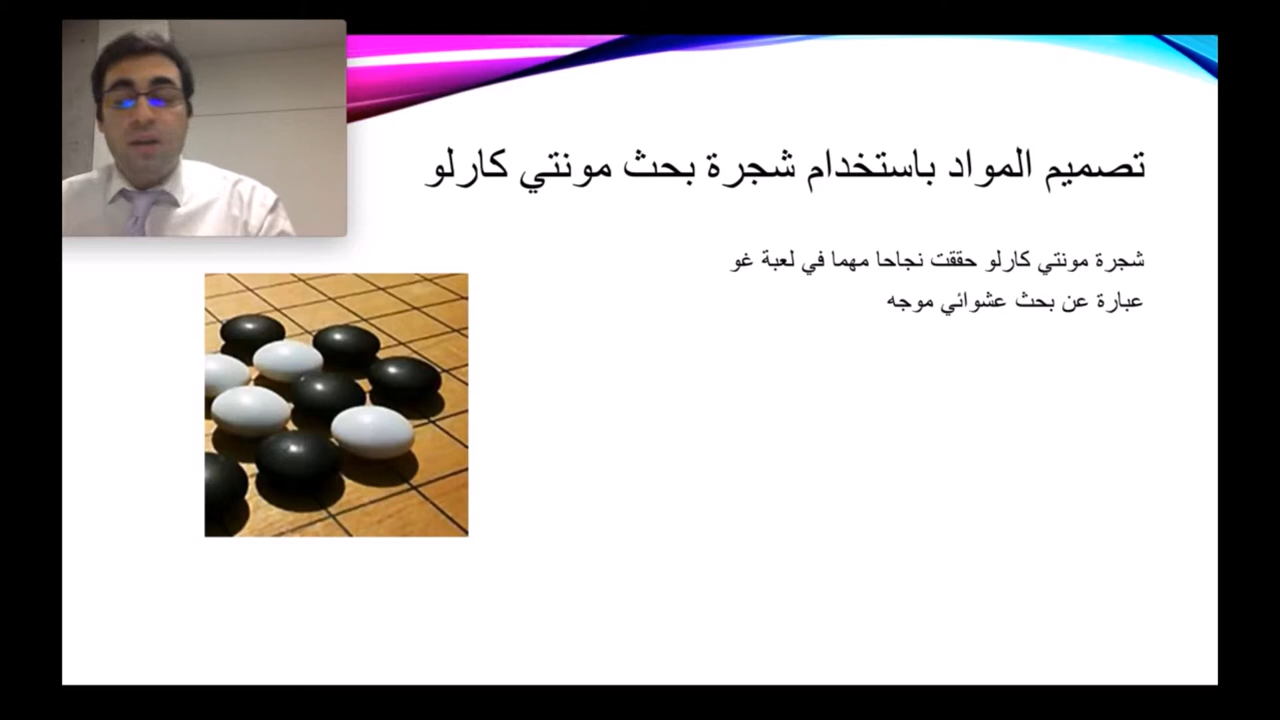 تصميم المواد باستخدام شجرة بحث مونتي كارلو
شجرة مونتي كارلو حققت نجاحا مهما في لعبة غو
عبارة عن بحث عشوائي موجه